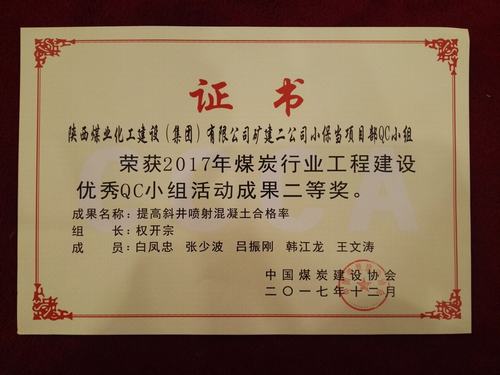 证书
陕西煤业化工建设（集团）有限公司矿建二公司小保当项目部QC小组
荣获2017年煤炭行业工程建设
优秀QC小组活动成果二等奖。
成果名称：提高斜井喷射混凝土合格率
组　长：权开宗
成　员：白凤忠　张少波　吕振刚　韩江龙　王文涛
中国煤炭建设协会
二〇一七年十二月